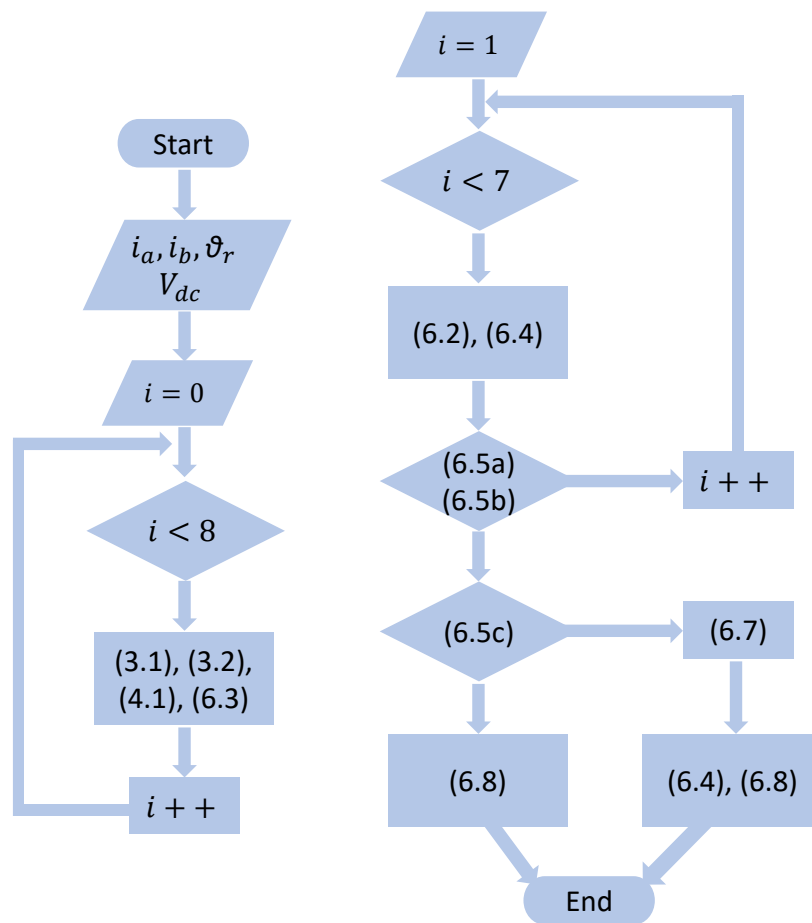 Start
i_a, i_b, ϑ_r
V_dc
i = 0
i < 8
(3.1), (3.2),
(4.1), (6.3)
i + +
i = 1
i < 7
(6.2), (6.4)
(6.5a)
(6.5b)
i + +
(6.5c)
(6.7)
(6.8)
(6.4), (6.8)
End